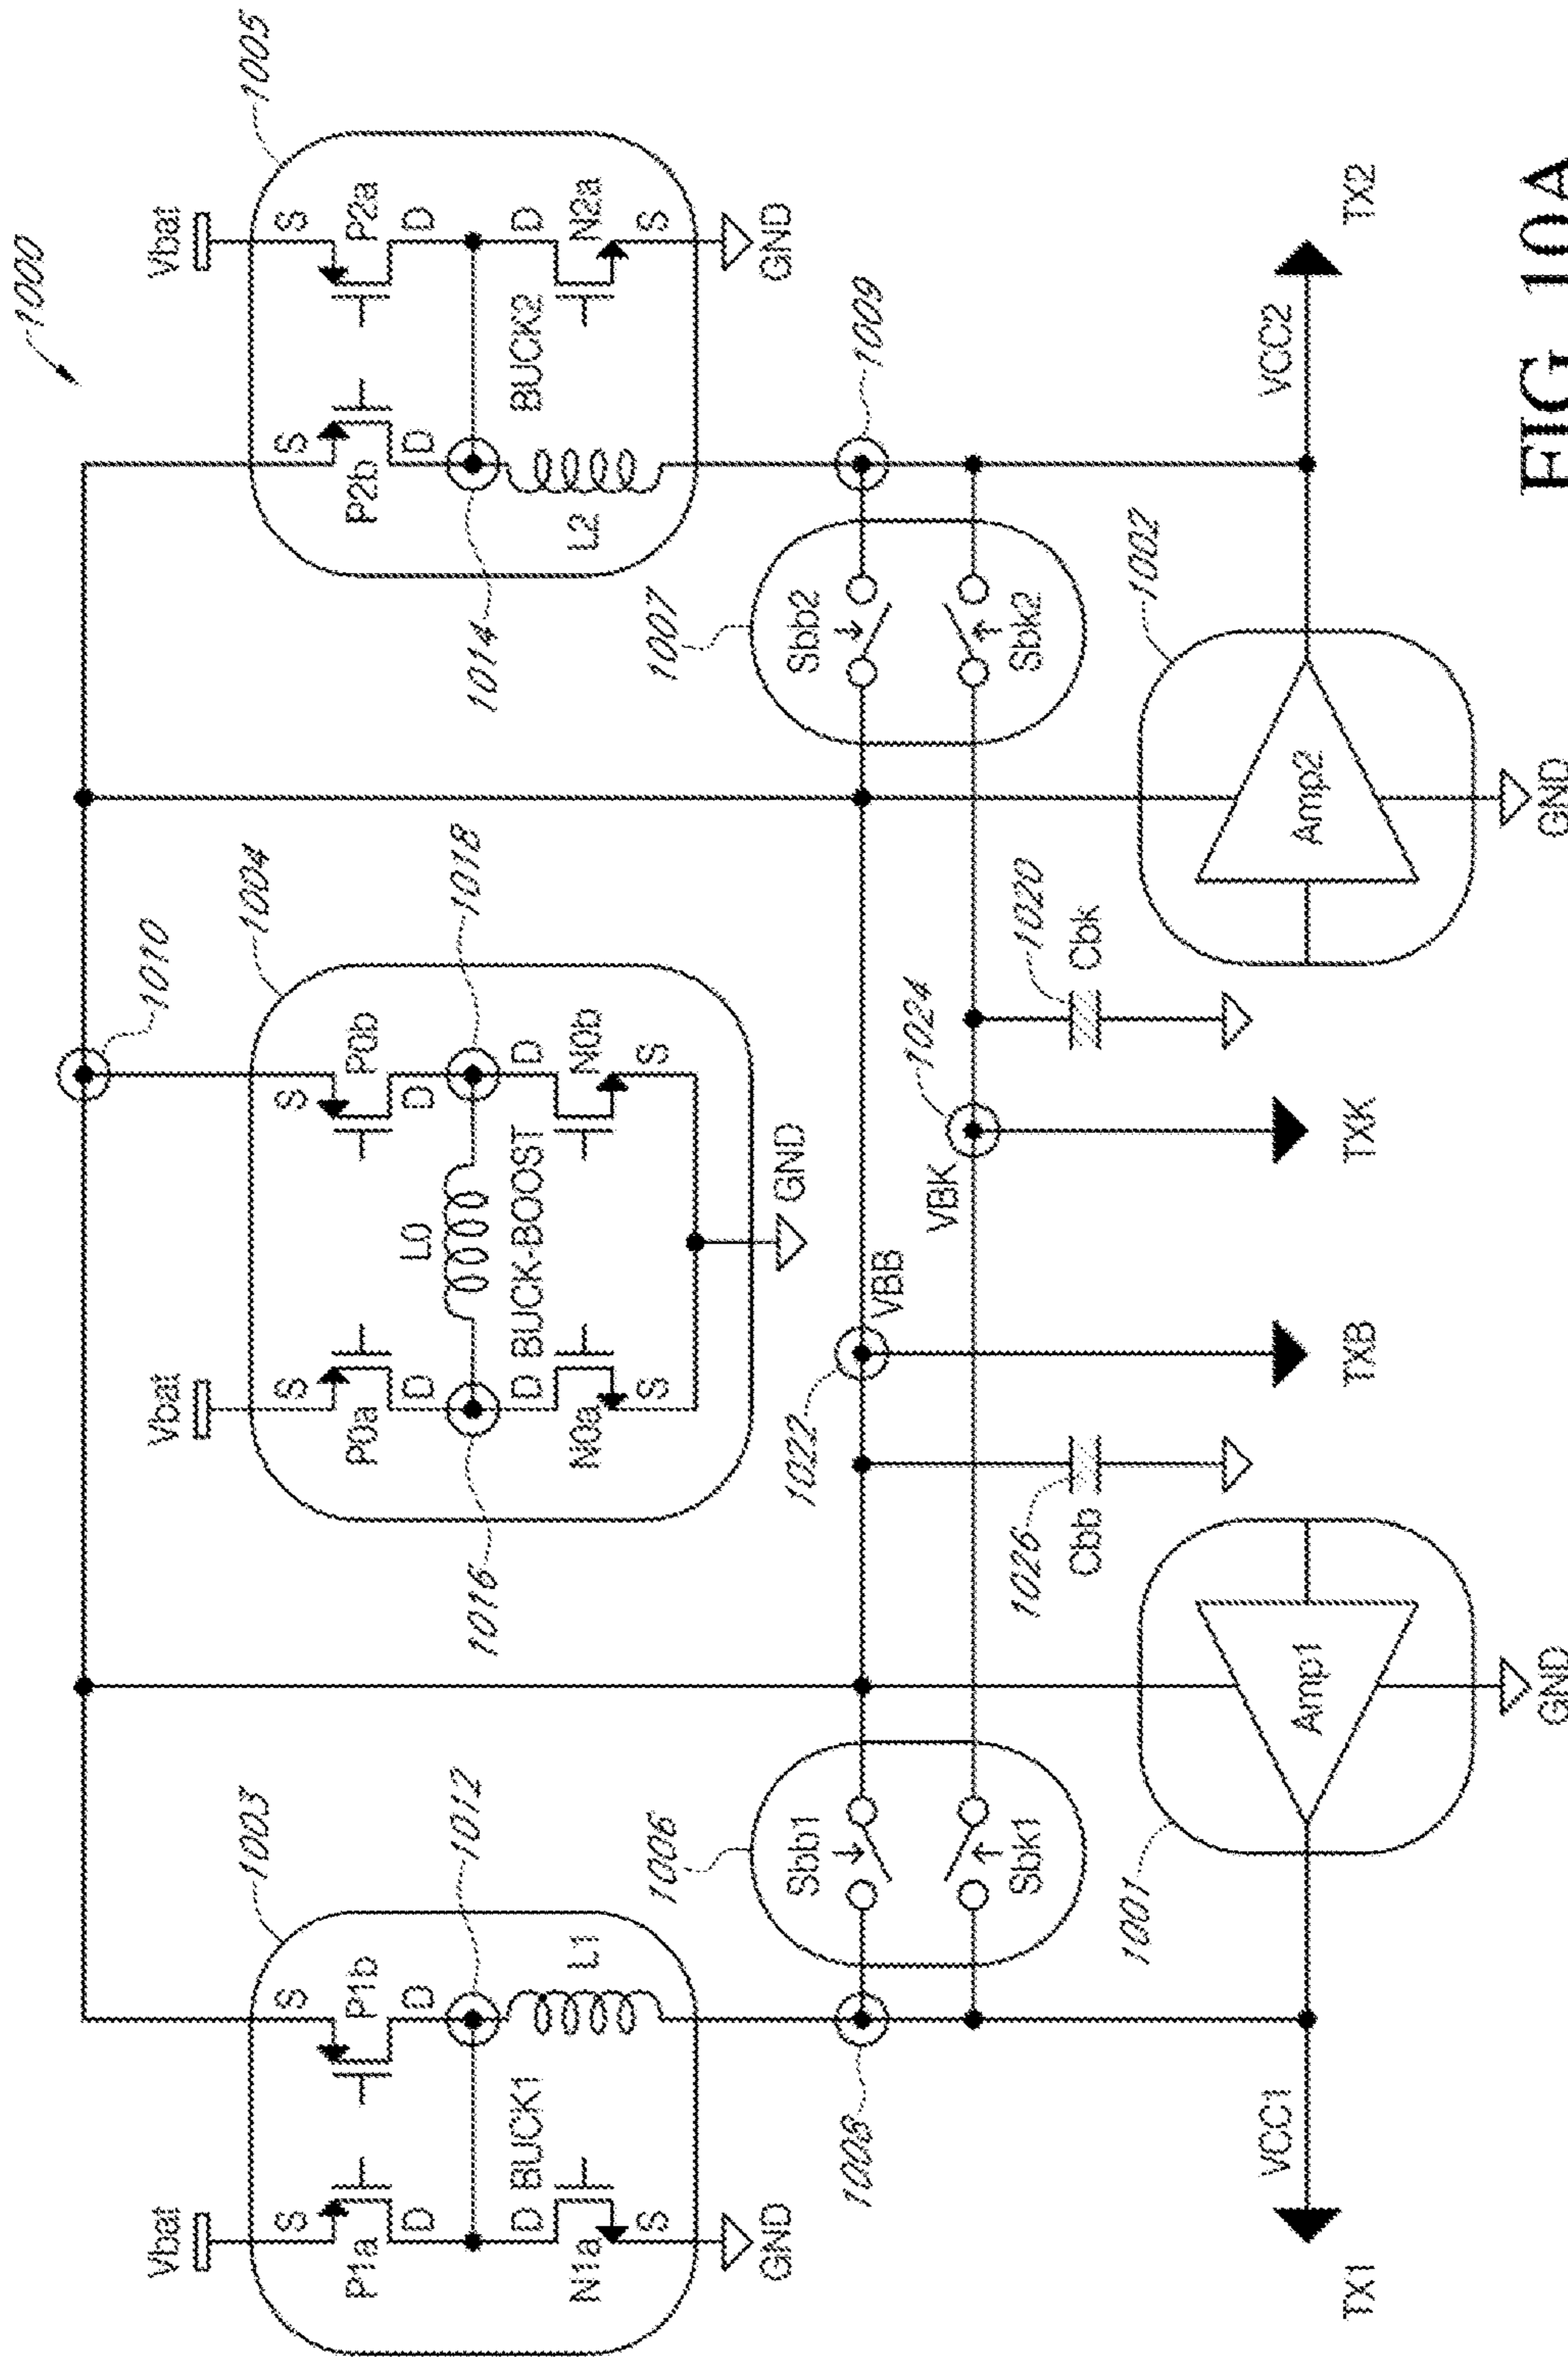 1000
1003
1010
1004
1005
Vbat
Vbat
Vbat
S
S
S
S
S
S
P1a
P1b
P0a
P0b
P2b
P2a
D
D
D
D
D
D
1012
1016
L0
1018
1014
D
BUCK1
L1
D
BUCK-BOOST
D
L2
BUCK2
D
N1a
N0a
N0b
N2a
S
S
S
S
GND
GND
GND
1006
1007
1008
Sbb1
1022
VBB
VBK
1024
Sbb2
1009
Sbk1
Sbk2
1001
1026
Cbb
1020
Cbk
1002
VCC1
Amp1
Amp2
VCC2
TX1
TXB
TXK
TX2
GND
GND
FIG 10A